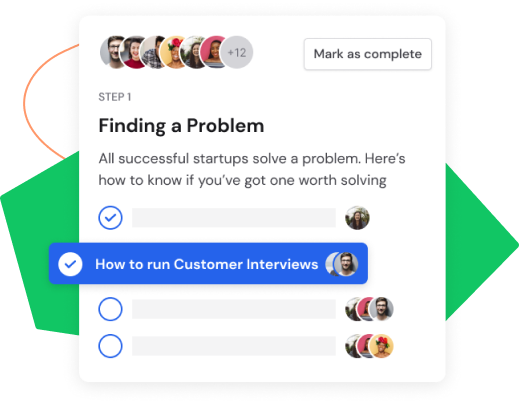 +12
Mark as complete
STEP 1
Finding a Problem
All successful startups solve a problem. Here's
how to know if you've got one worth solving
How to run Customer Interviews